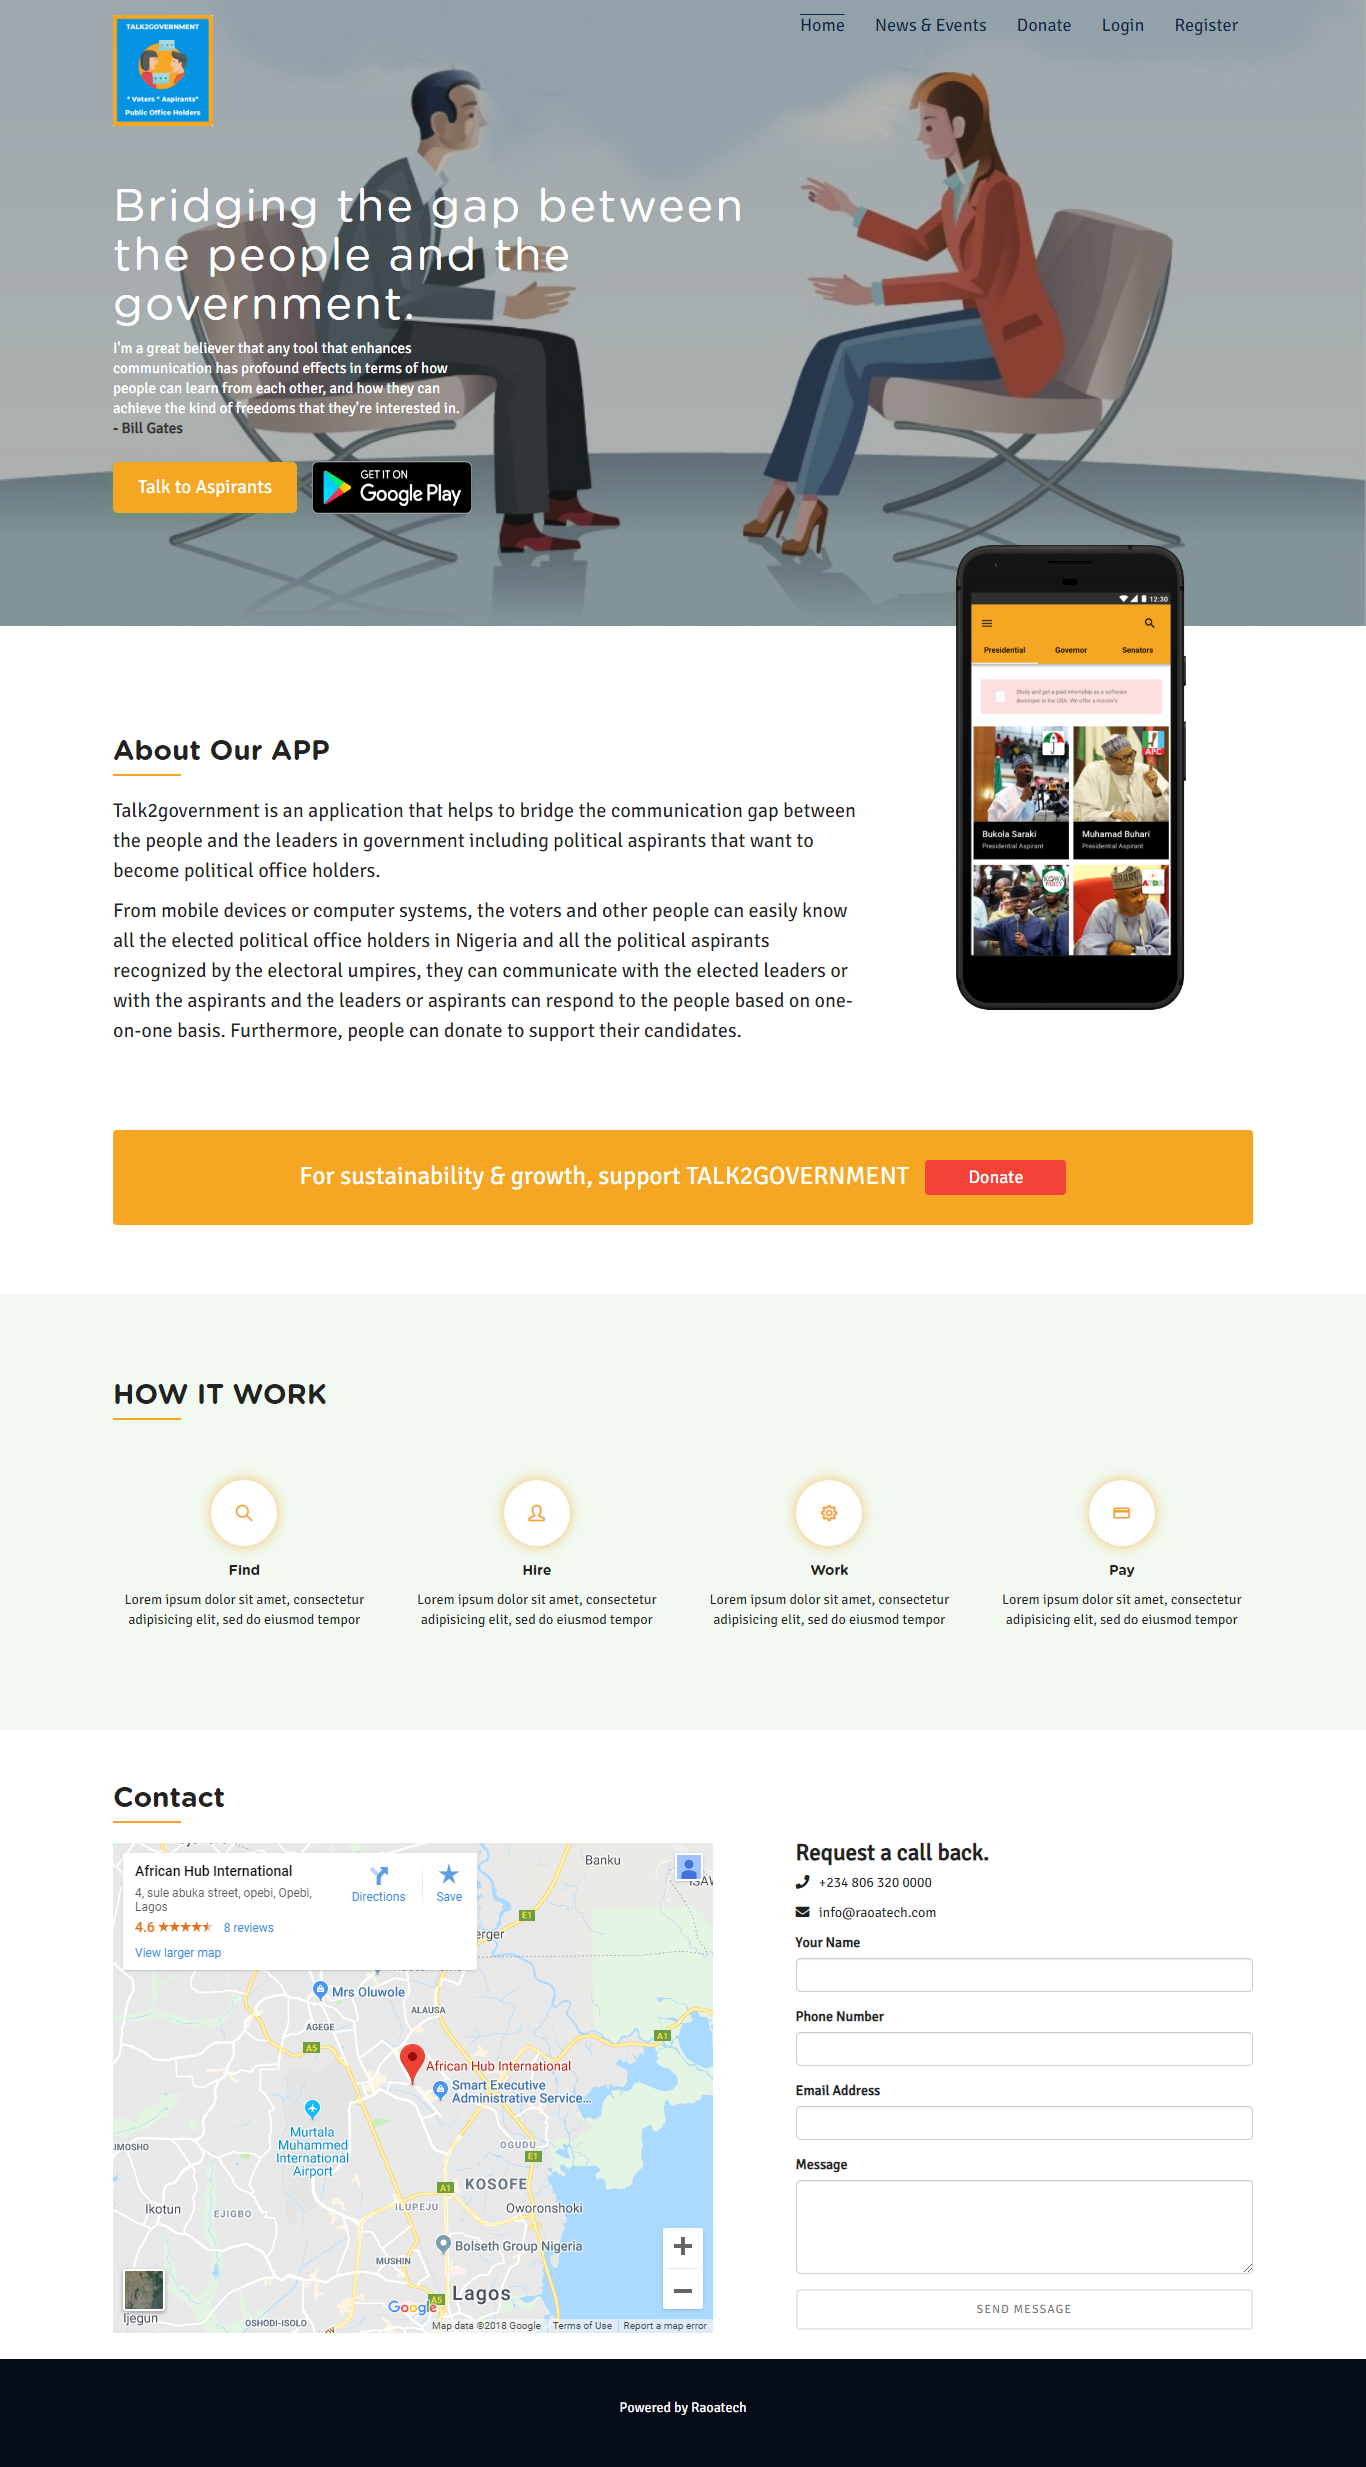 TALK2GOVERNMENT
* Voters * Aspirants*
Public Office Holders
Home
News & Events
Donate
Login
Register
Bridging the gap between
the people and the
government.
I'm a great believer that any tool that enhances
communication has profound effects in terms of how
people can learn from each other, and how they can
achieve the kind of freedoms that they're interested in.
- Bill Gates
Talk to Aspirants
GET IT ON
Google Play
12:30
Presidential
Governor
Senators
Study and get a paid internship as a software
developer in the USA. We offer a master's
APC
Bukola Saraki
Presidential Aspirant
Muhamad Buhari
Presidential Aspirant
KOWA
PARTY
About Our APP
Talk2government is an application that helps to bridge the communication gap between
the people and the leaders in government including political aspirants that want to
become political office holders.
From mobile devices or computer systems, the voters and other people can easily know
all the elected political office holders in Nigeria and all the political aspirants
recognized by the electoral umpires, they can communicate with the elected leaders or
with the aspirants and the leaders or aspirants can respond to the people based on one-
on-one basis. Furthermore, people can donate to support their candidates.
For sustainability & growth, support TALK2GOVERNMENT
Donate
HOW IT WORK
Find
Lorem ipsum dolor sit amet, consectetur
adipisicing elit, sed do eiusmod tempor
Hire
Lorem ipsum dolor sit amet, consectetur
adipisicing elit, sed do eiusmod tempor
Work
Lorem ipsum dolor sit amet, consectetur
adipisicing elit, sed do eiusmod tempor
Pay
Lorem ipsum dolor sit amet, consectetur
adipisicing elit, sed do eiusmod tempor
Contact
African Hub International
4, sule abuka street, opebi, Opebi,
Lagos
4.6
8 reviews
View larger map
Directions
Save
Banku
E1
erger
Mrs Oluwole
ALAUSA
AGEGE
A5
A1
African Hub International
Smart Executive
Administrative Service...
Murtala
Muhammed
International
Airport
IMOSHO
OGUDU
E1
A1
KOSOFE
Ikotun
EJIGBO
ILUPEJU
Oworonshoki
Bolseth Group Nigeria
MUSHIN
A5
Lagos
Google
Ijegun
OSHODI-ISOLO
Map data ©2018 Google
Terms of Use
Report a map error
Request a call back.
+234 806 320 0000
info@raoatech.com
Your Name
Phone Number
Email Address
Message
SEND MESSAGE
Powered by Raoatech